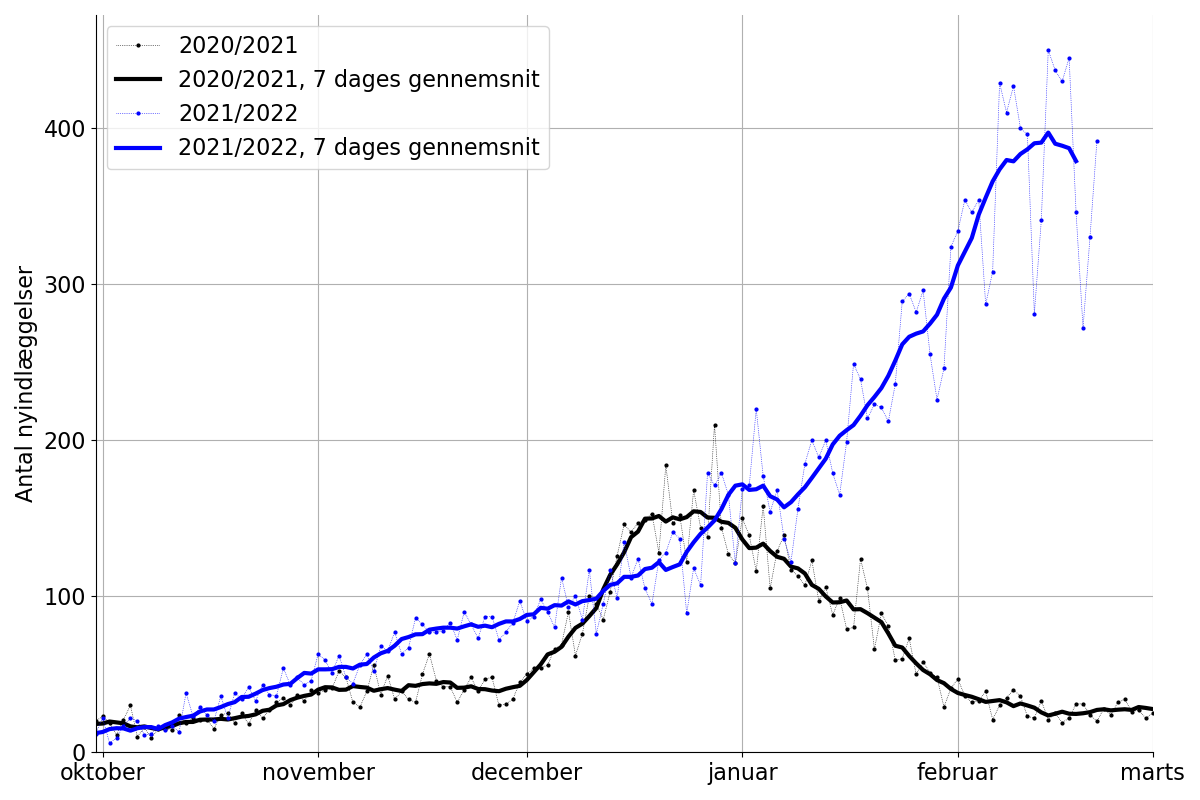 2020/2021
2020/2021, 7 dages gennemsnit
2021/2022
2021/2022, 7 dages gennemsnit
Antal nyindlæggelser
400
300
200
100
0
oktober november december januar februar marts